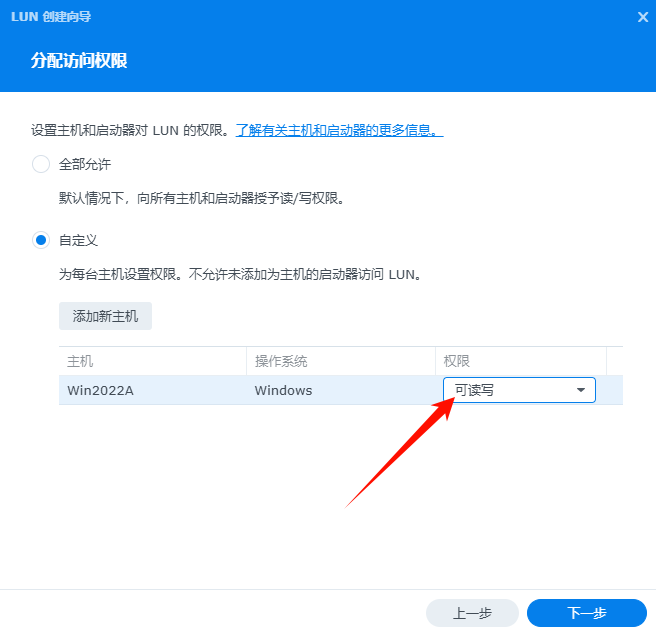 LUN 创建向导
分配访问权限
设置主机和启动器对 LUN 的权限。了解有关主机和启动器的更多信息。
全部允许
默认情况下，向所有主机和启动器授予读/写权限。
自定义
为每台主机设置权限。不允许未添加为主机的启动器访问 LUN。
添加新主机
主机 操作系统 权限
Win2022A Windows 可读写
上一步 下一步